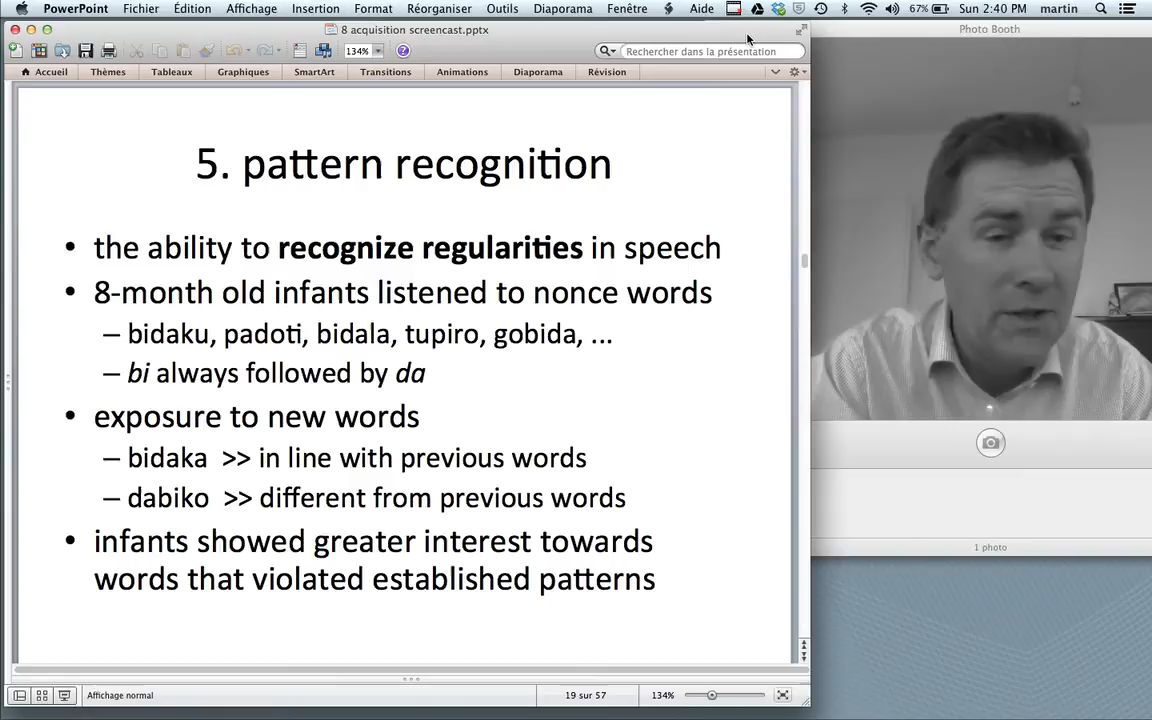 PowerPoint Fichier Édition Affichage Insertion Format Réorganiser Outils Diaporama Fenêtre Aide 67% Sun 2:40 PM martin
8 acquisition screencast.pptx
Photo Booth
134%
Rechercher dans la présentation
Accueil Thèmes Tableaux Graphiques SmartArt Transitions Animations Diaporama Révision
5. pattern recognition
• the ability to recognize regularities in speech
• 8-month old infants listened to nonce words
– bidaku, padoti, bidala, tupiro, gobida, ...
– bi always followed by da
• exposure to new words
– bidaka >> in line with previous words
– dabiko >> different from previous words
• infants showed greater interest towards
words that violated established patterns
1 photo
Affichage normal
19 sur 57
134%